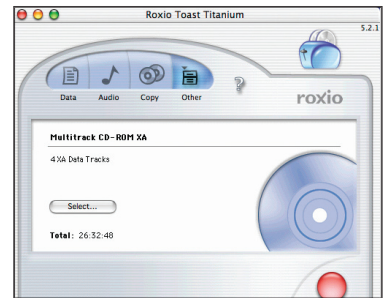 Roxio Toast Titanium
5.2.1
Data Audio Copy Other
roxio
Multitrack CD-ROM XA
4 XA Data Tracks
Select...
Total: 26:32:48